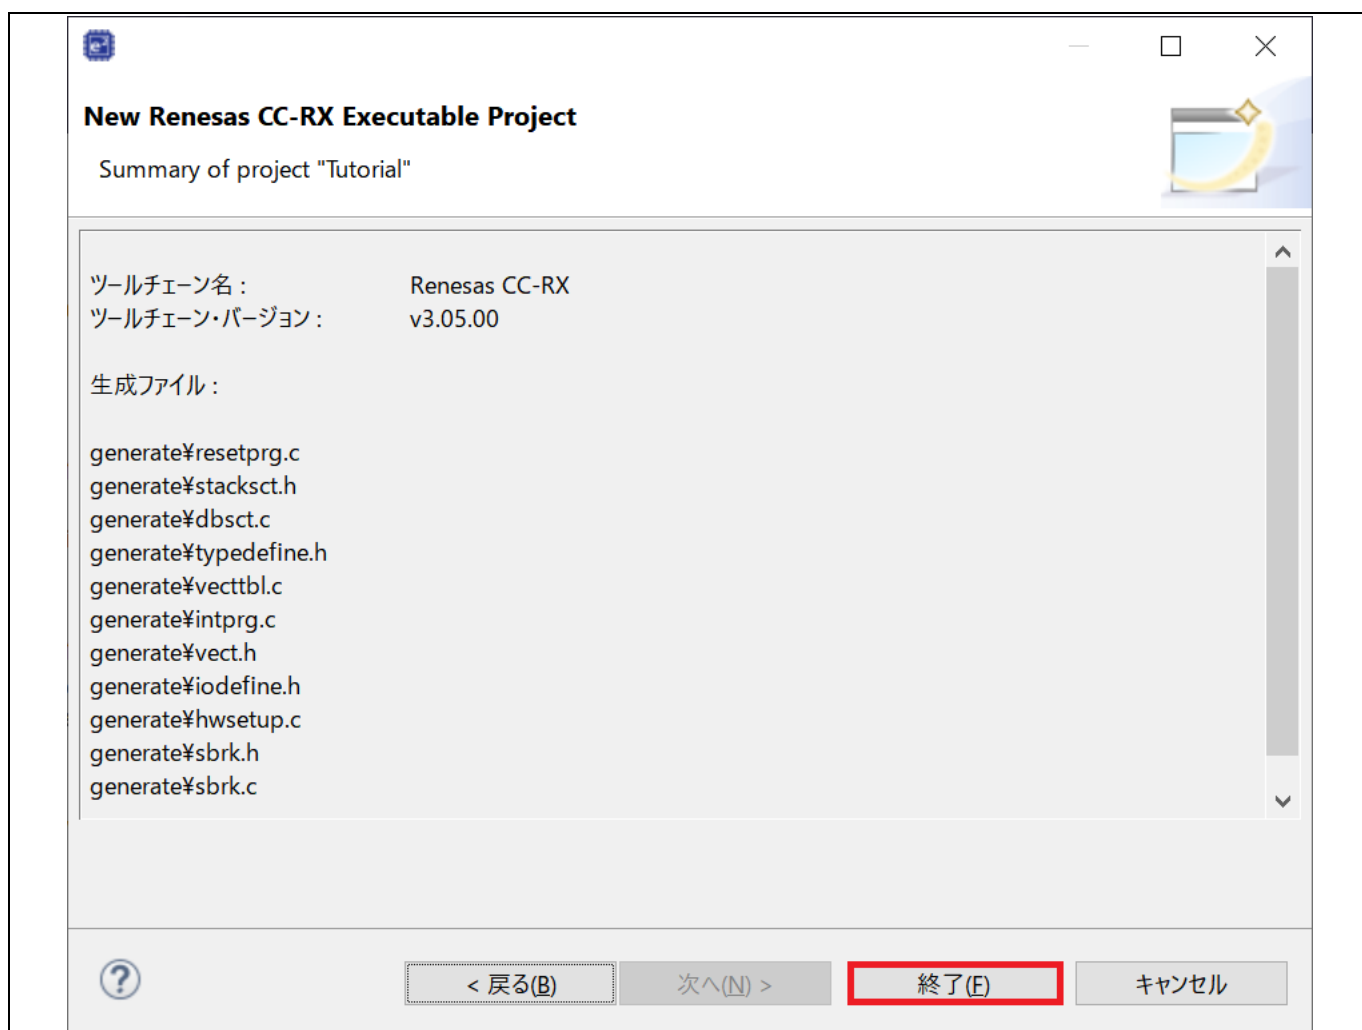 e²
New Renesas CC-RX Executable Project
Summary of project "Tutorial"
ツールチェーン名 : Renesas CC-RX
ツールチェーン・バージョン : v3.05.00
生成ファイル :
generate¥resetprg.c
generate¥stacksct.h
generate¥dbsct.c
generate¥typedefine.h
generate¥vecttbl.c
generate¥intprg.c
generate¥vect.h
generate¥iodefine.h
generate¥hwsetup.c
generate¥sbrk.h
generate¥sbrk.c
? < 戻る(B) 次へ(N) > 終了(F) キャンセル